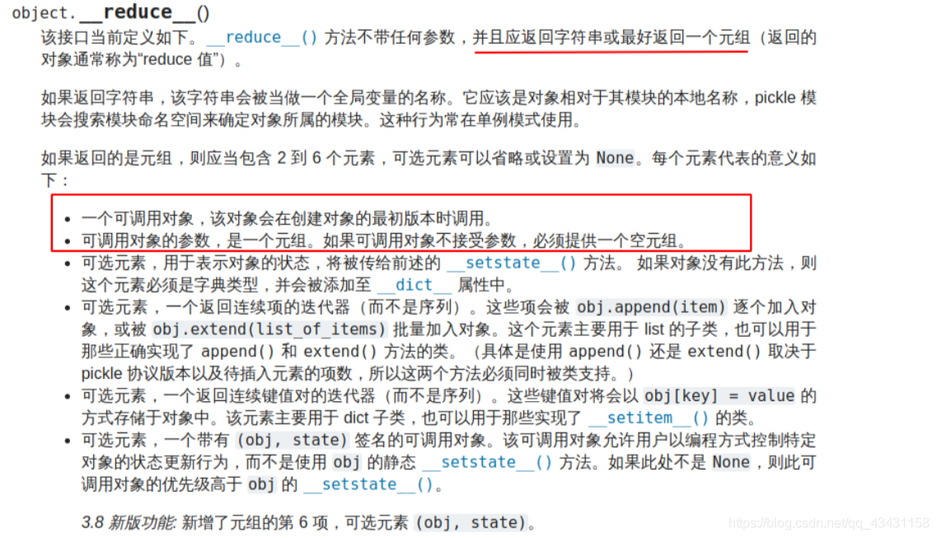 object.__reduce__()
该接口当前定义如下。__reduce__() 方法不带任何参数，并且应返回字符串或最好返回一个元组（返回的
对象通常称为“reduce 值”）。
如果返回字符串，该字符串会被当做一个全局变量的名称。它应该是对象相对于其模块的本地名称，pickle 模
块会搜索模块命名空间来确定对象所属的模块。这种行为常在单例模式使用。
如果返回的是元组，则应当包含 2 到 6 个元素，可选元素可以省略或设置为 None。每个元素代表的意义如
下：
• 一个可调用对象，该对象会在创建对象的最初版本时调用。
• 可调用对象的参数，是一个元组。如果可调用对象不接受参数，必须提供一个空元组。
• 可选元素，用于表示对象的状态，将被传给前述的 __setstate__() 方法。 如果对象没有此方法，则
这个元素必须是字典类型，并会被添加至 __dict__ 属性中。
• 可选元素，一个返回连续项的迭代器（而不是序列）。这些项会被 obj.append(item) 逐个加入对
象，或被 obj.extend(list_of_items) 批量加入对象。这个元素主要用于 list 的子类，也可以用于
那些正确实现了 append() 和 extend() 方法的类。（具体是使用 append() 还是 extend() 取决于
pickle 协议版本以及待插入元素的项数，所以这两个方法必须同时被类支持。）
• 可选元素，一个返回连续键值对的迭代器（而不是序列）。这些键值对将会以 obj[key] = value 的
方式存储于对象中。该元素主要用于 dict 子类，也可以用于那些实现了 __setitem__() 的类。
• 可选元素，一个带有 (obj, state) 签名的可调用对象。该可调用对象允许用户以编程方式控制特定
对象的状态更新行为，而不是使用 obj 的静态 __setstate__() 方法。如果此处不是 None，则此可
调用对象的优先级高于 obj 的 __setstate__()。
3.8 新版功能: 新增了元组的第 6 项，可选元素 (obj, state)。
https://blog.csdn.net/qq_43431158